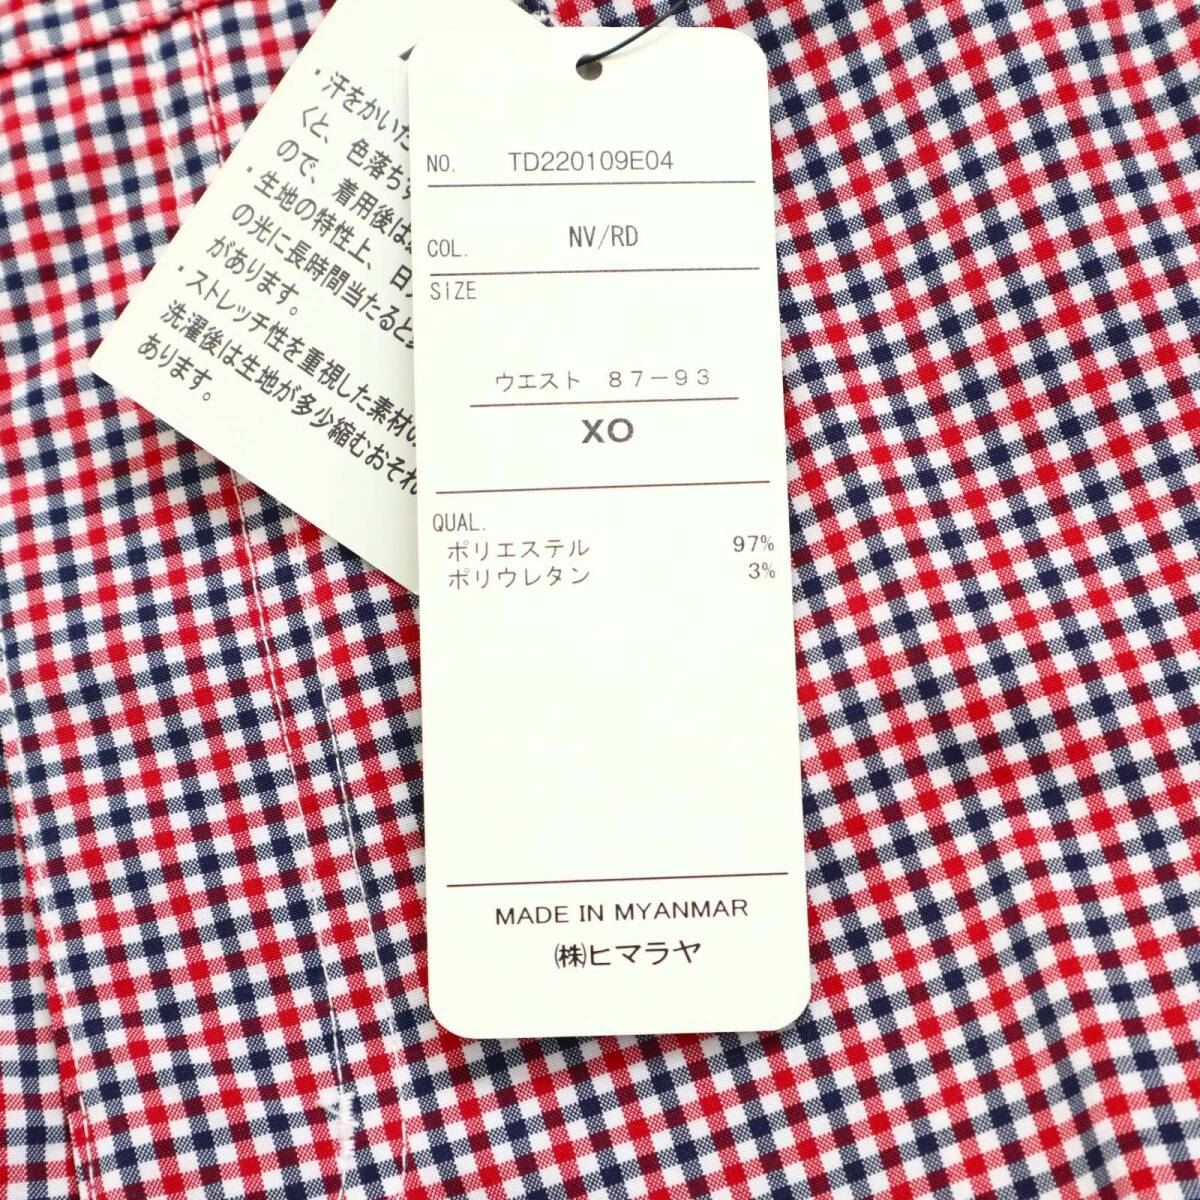 ・汗をかいた
くと、色落ち
ので、着用後は
・生地の特性上、日
の光に長時間当たると
があります。
・ストレッチ性を重視した素材の
洗濯後は生地が多少縮むおそれ
あります。
NO. TD220109E04
COL. NV/RD
SIZE
ウエスト 87-93
XO
QUAL.
ポリエステル 97%
ポリウレタン 3%
MADE IN MYANMAR
㈱ヒマラヤ